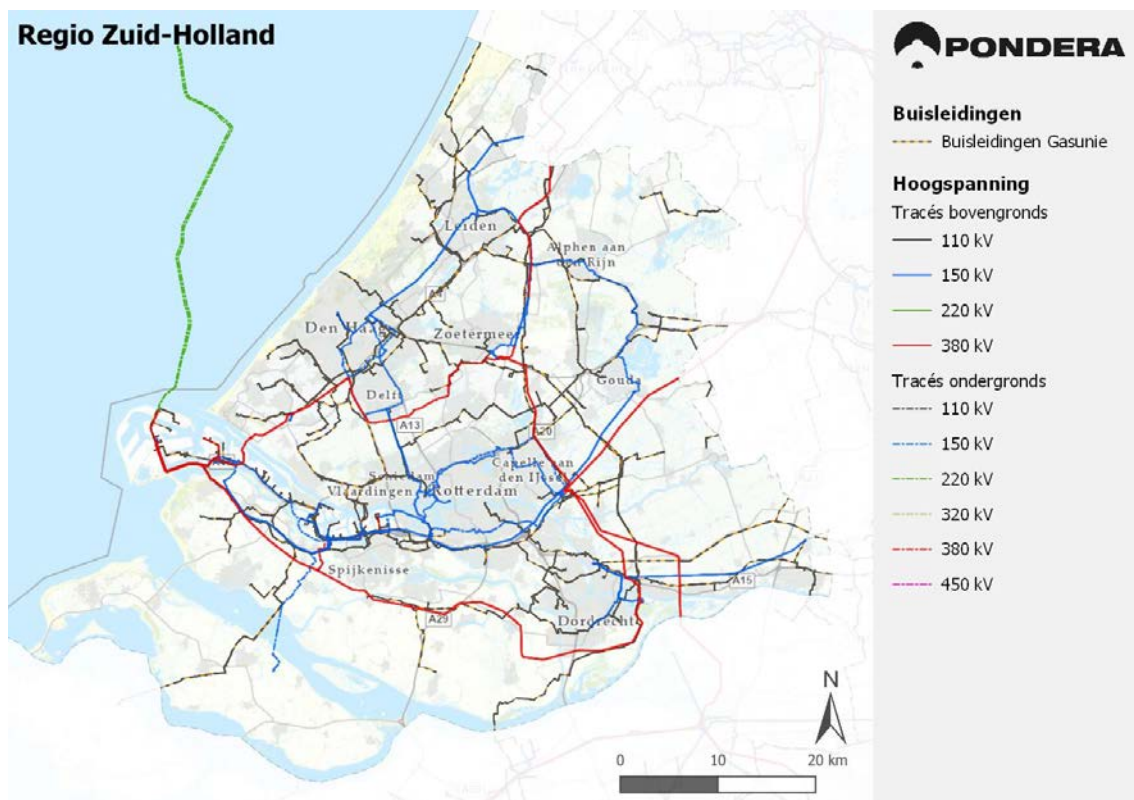 Regio Zuid-Holland
PONDERA
Buisleidingen
Buisleidingen Gasunie
Hoogspanning
Tracés bovengronds
110 kV
150 kV
220 kV
380 kV
Tracés ondergronds
110 kV
150 kV
220 kV
320 kV
380 kV
450 kV
Leiden
Alphen aan
den Rijn
A4
Den Haag
Zoetermeer
Gouda
Delft
A13
A20
Capelle aan
den IJssel
Schiedam
Vlaardingen
Rotterdam
Spijkenisse
A15
A29
Dordrecht
N
0 10 20 km